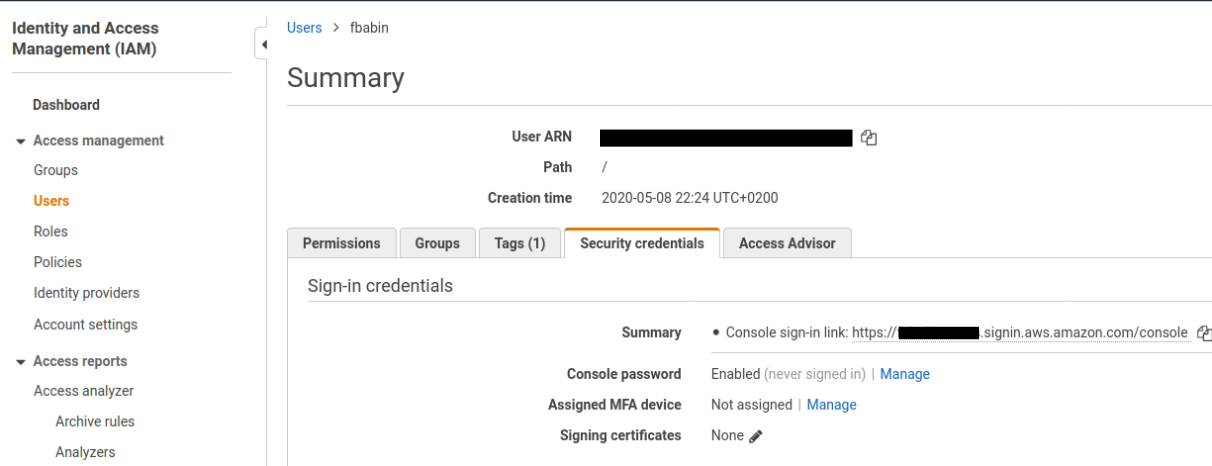 Identity and Access
Management (IAM)
Dashboard
Access management
Groups
Users
Roles
Policies
Identity providers
Account settings
Access reports
Access analyzer
Archive rules
Analyzers
Users > fbabin
Summary
User ARN
Path /
Creation time 2020-05-08 22:24 UTC+0200
Permissions Groups Tags (1) Security credentials Access Advisor
Sign-in credentials
Summary • Console sign-in link: https:// .signin.aws.amazon.com/console
Console password Enabled (never signed in) | Manage
Assigned MFA device Not assigned | Manage
Signing certificates None